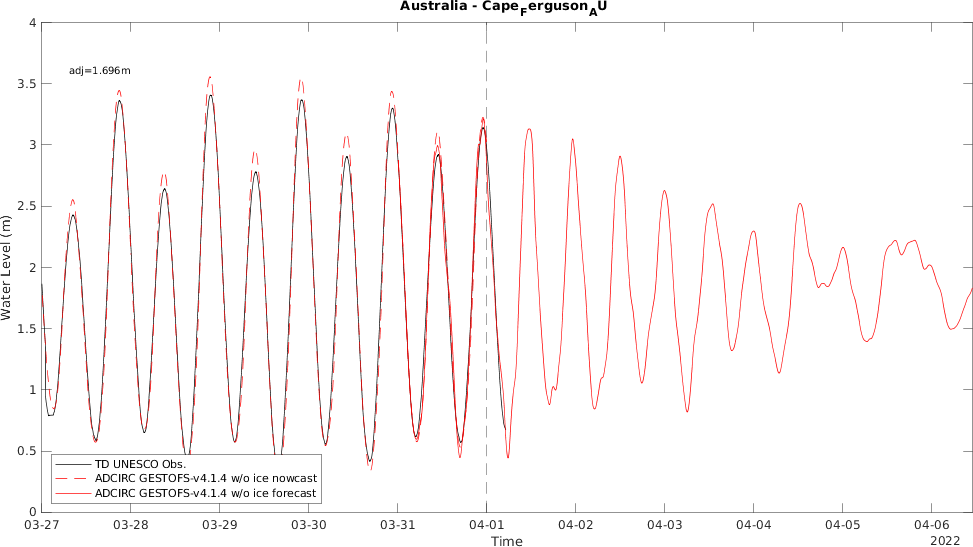 Australia - CapeFergusonAU
4
3.5
3
2.5
2
1.5
1
0.5
0
Water Level (m)
adj=1.696m
TD UNESCO Obs.
ADCIRC GESTOFS-v4.1.4 w/o ice nowcast
ADCIRC GESTOFS-v4.1.4 w/o ice forecast
03-27 03-28 03-29 03-30 03-31 04-01 04-02 04-03 04-04 04-05 04-06
Time
2022